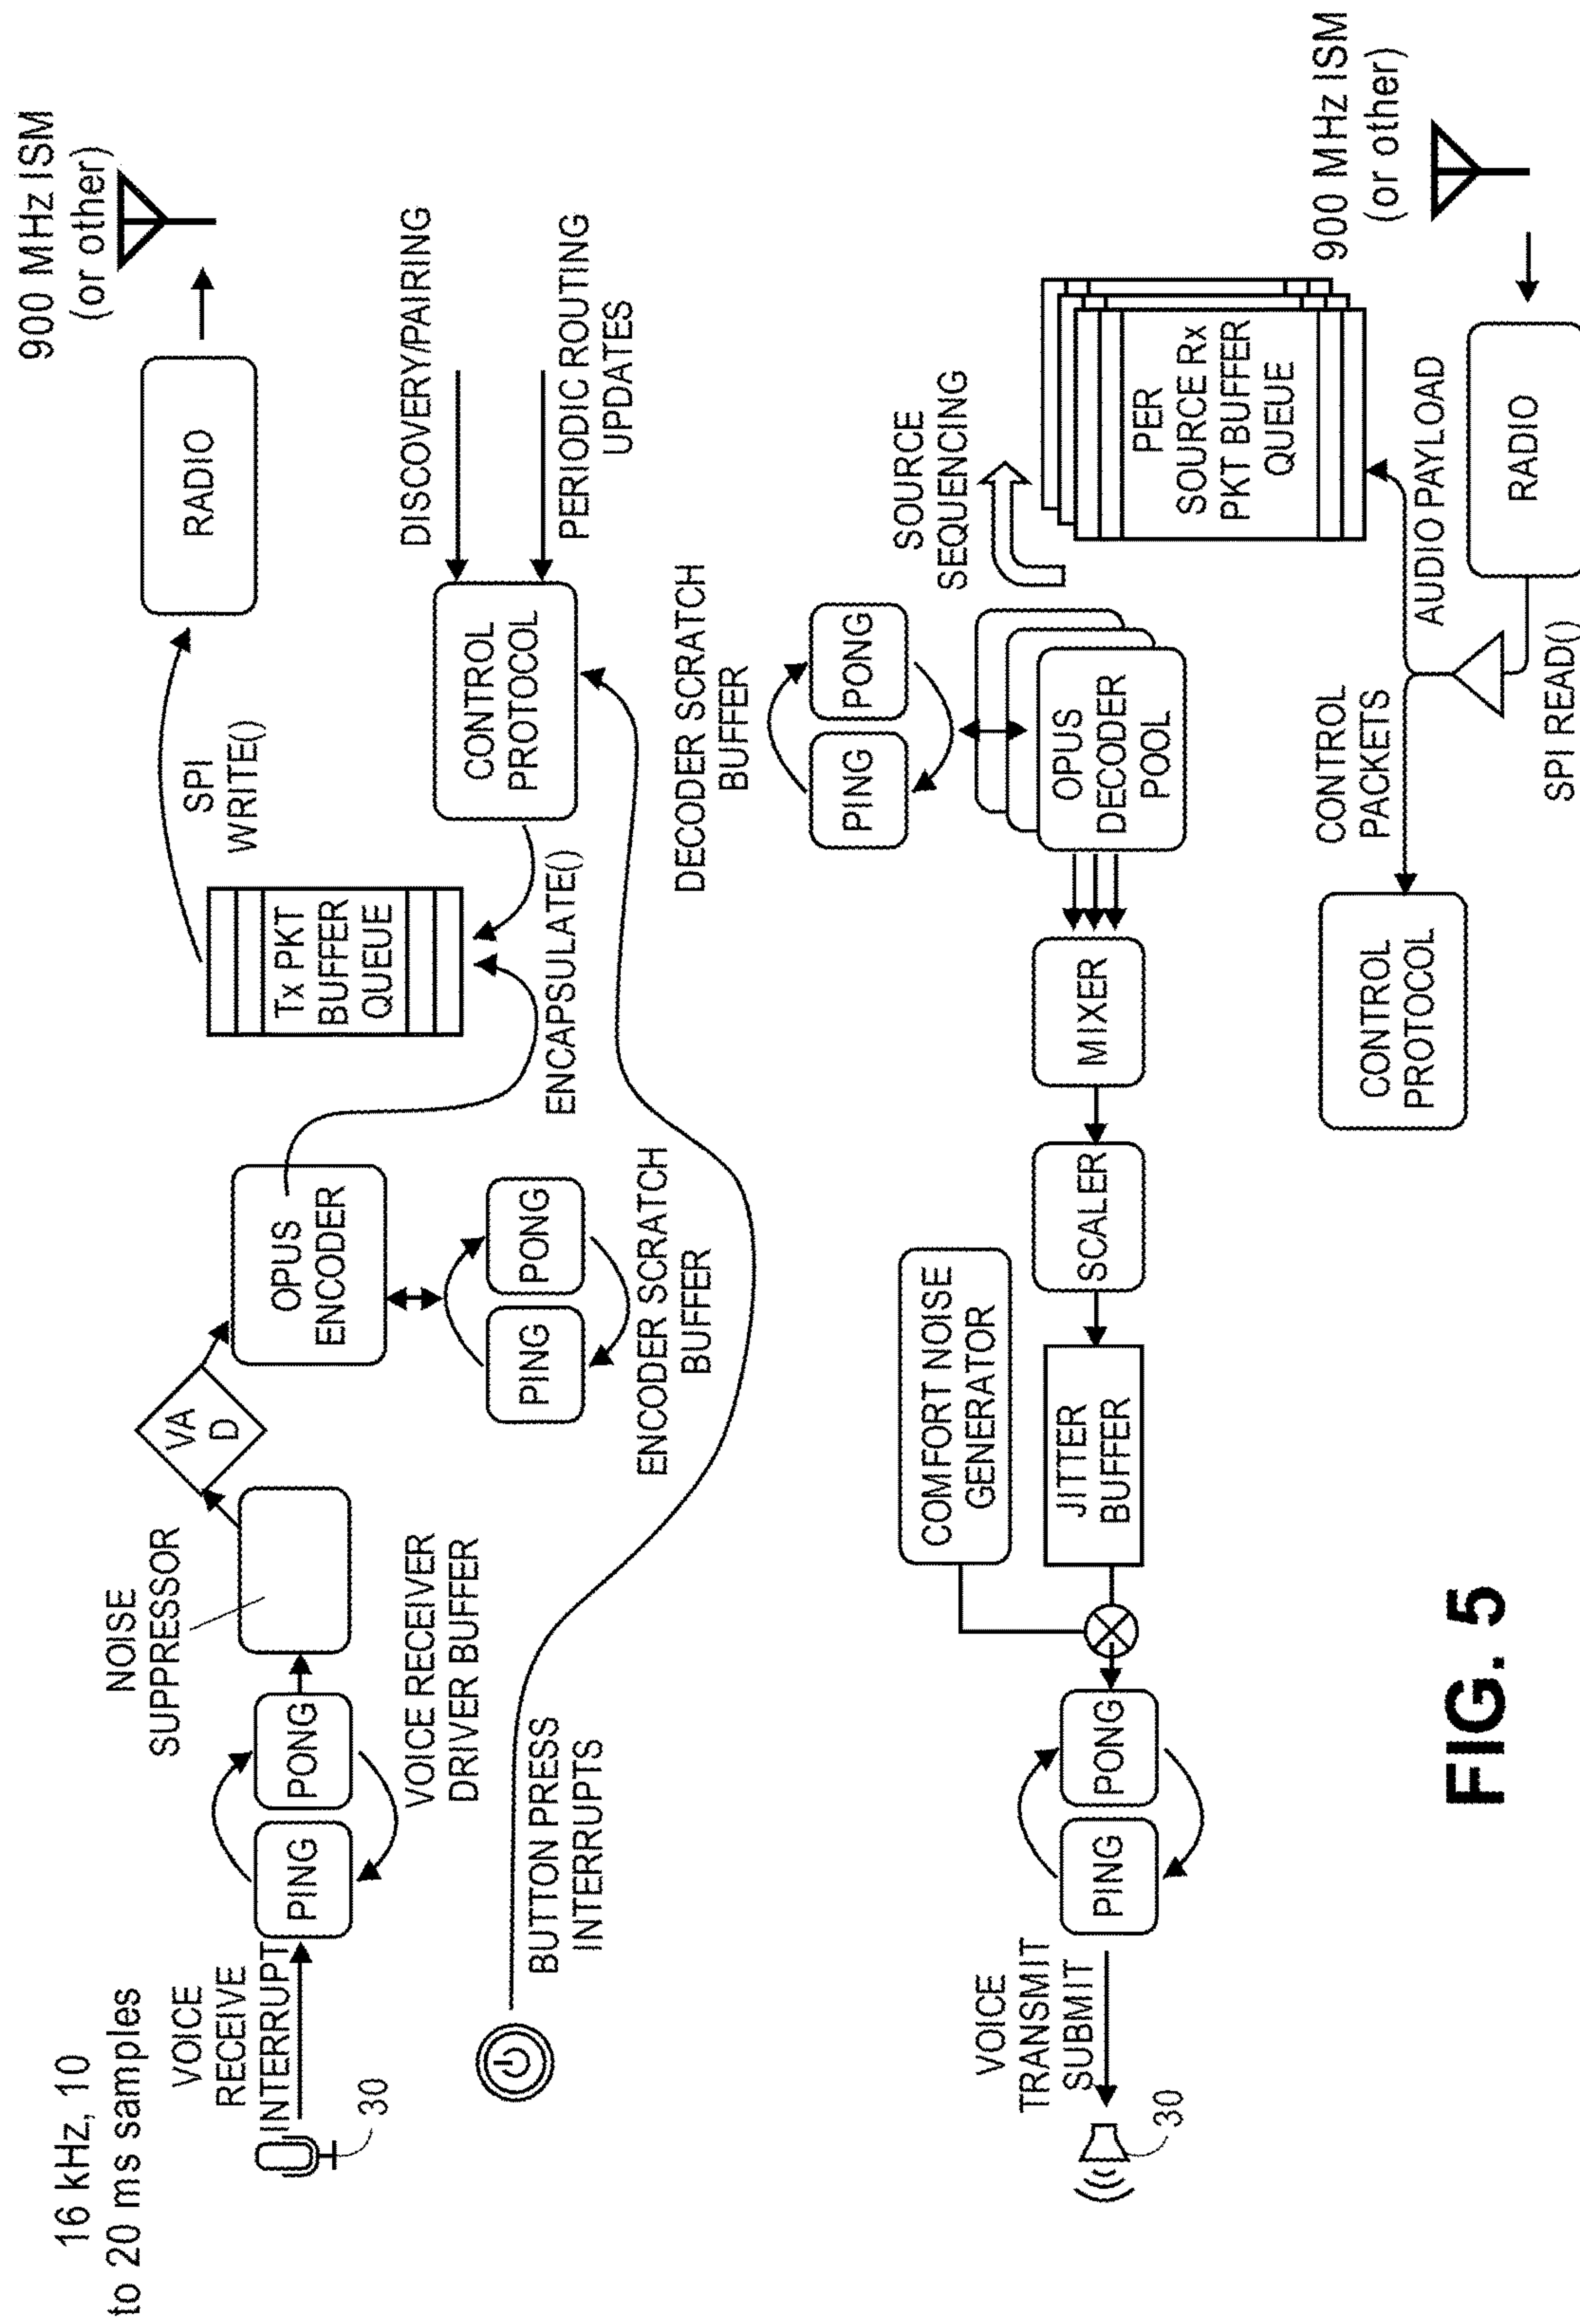 16 kHz, 10
to 20 ms samples
VOICE
RECEIVE
INTERRUPT
30
PING
PONG
VOICE RECEIVER
DRIVER BUFFER
NOISE
SUPPRESSOR
VA
D
OPUS
ENCODER
PING
PONG
ENCODER SCRATCH
BUFFER
ENCAPSULATE()
Tx PKT
BUFFER
QUEUE
SPI
WRITE()
RADIO
900 MHz ISM
(or other)
BUTTON PRESS
INTERRUPTS
CONTROL
PROTOCOL
DISCOVERY/PAIRING
PERIODIC ROUTING
UPDATES
VOICE
TRANSMIT
SUBMIT
30
PING
PONG
COMFORT NOISE
GENERATOR
JITTER
BUFFER
SCALER
MIXER
DECODER SCRATCH
BUFFER
PING
PONG
OPUS
DECODER
POOL
SOURCE
SEQUENCING
PER
SOURCE Rx
PKT BUFFER
QUEUE
900 MHz ISM
(or other)
CONTROL
PROTOCOL
CONTROL
PACKETS
AUDIO PAYLOAD
SPI READ()
RADIO
FIG. 5